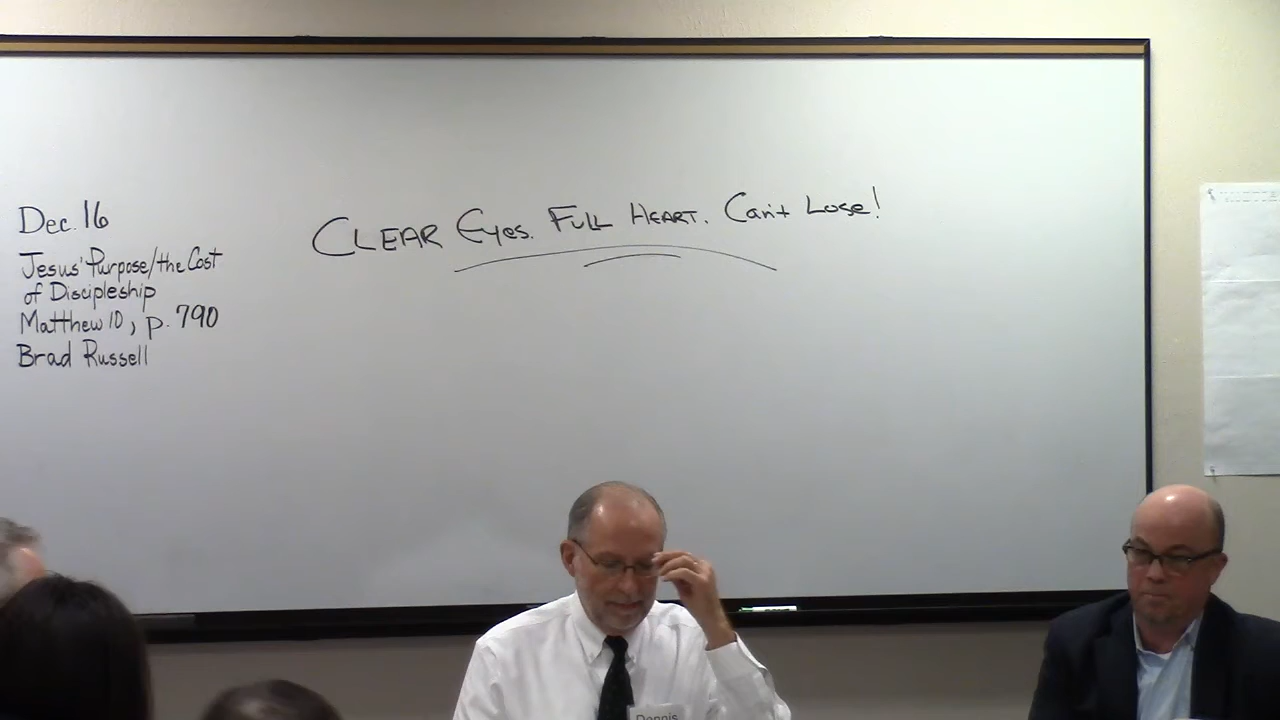 Dec. 16
Jesus' Purpose/the Cost
of Discipleship
Matthew 10, p. 790
Brad Russell
CLEAR Eyes. FULL HEART. Can't Lose!
Dennis